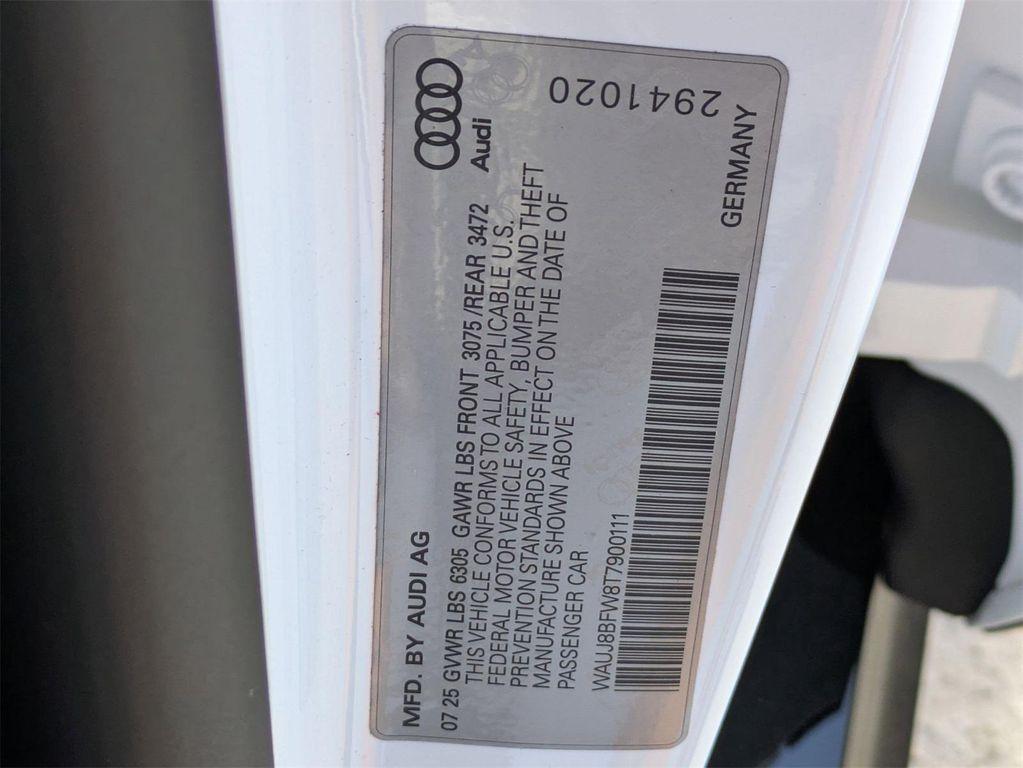 MFD. BY AUDI AG
Audi
07 25 GVWR LBS 6305 GAWR LBS FRONT 3075 /REAR 3472
THIS VEHICLE CONFORMS TO ALL APPLICABLE U.S.
FEDERAL MOTOR VEHICLE SAFETY, BUMPER AND THEFT
PREVENTION STANDARDS IN EFFECT ON THE DATE OF
MANUFACTURE SHOWN ABOVE
PASSENGER CAR
WAUJ8BFW8T7900111
GERMANY
2941020